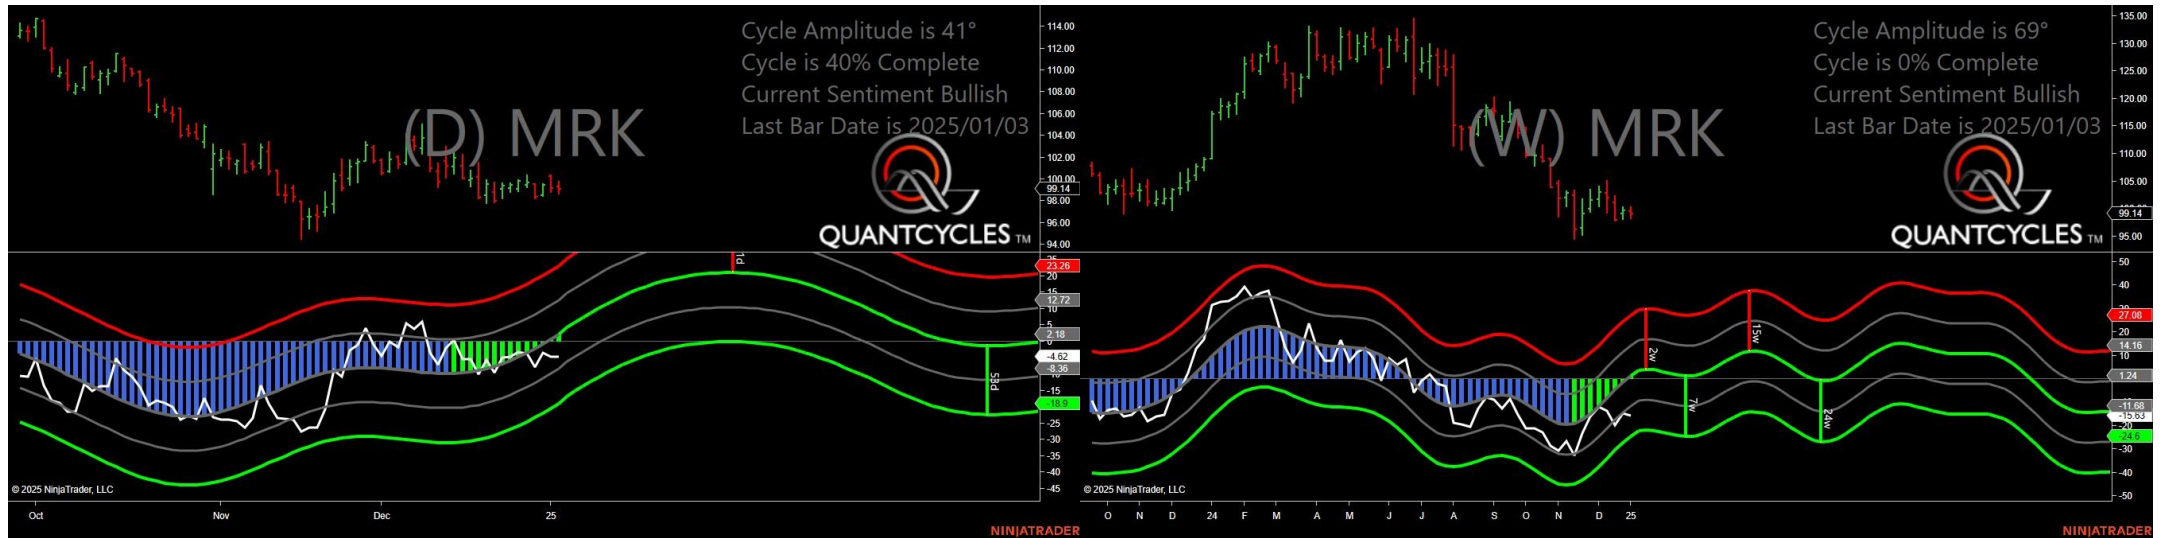 Cycle Amplitude is 41°
Cycle is 40% Complete
Current Sentiment Bullish
Last Bar Date is 2025/01/03
(D) MRK
QUANTCYCLES TM
114.00
112.00
110.00
108.00
106.00
104.00
102.00
100.00
99.14
98.00
96.00
94.00
1d
53d
23.26
20
15
12.72
10
5
2.18
-4.62
-8.36
-15
-18.9
-25
-30
-35
-40
-45
© 2025 NinjaTrader, LLC
Oct
Nov
Dec
25
NINJATRADER
Cycle Amplitude is 69°
Cycle is 0% Complete
Current Sentiment Bullish
Last Bar Date is 2025/01/03
(W) MRK
QUANTCYCLES TM
135.00
130.00
125.00
120.00
115.00
110.00
105.00
99.14
95.00
2w
7w
15w
24w
50
40
27.08
20
14.16
10
1.24
-11.68
-15.63
-24.6
-30
-40
-50
© 2025 NinjaTrader, LLC
O N D 24 F M A M J J A S O N D 25
NINJATRADER